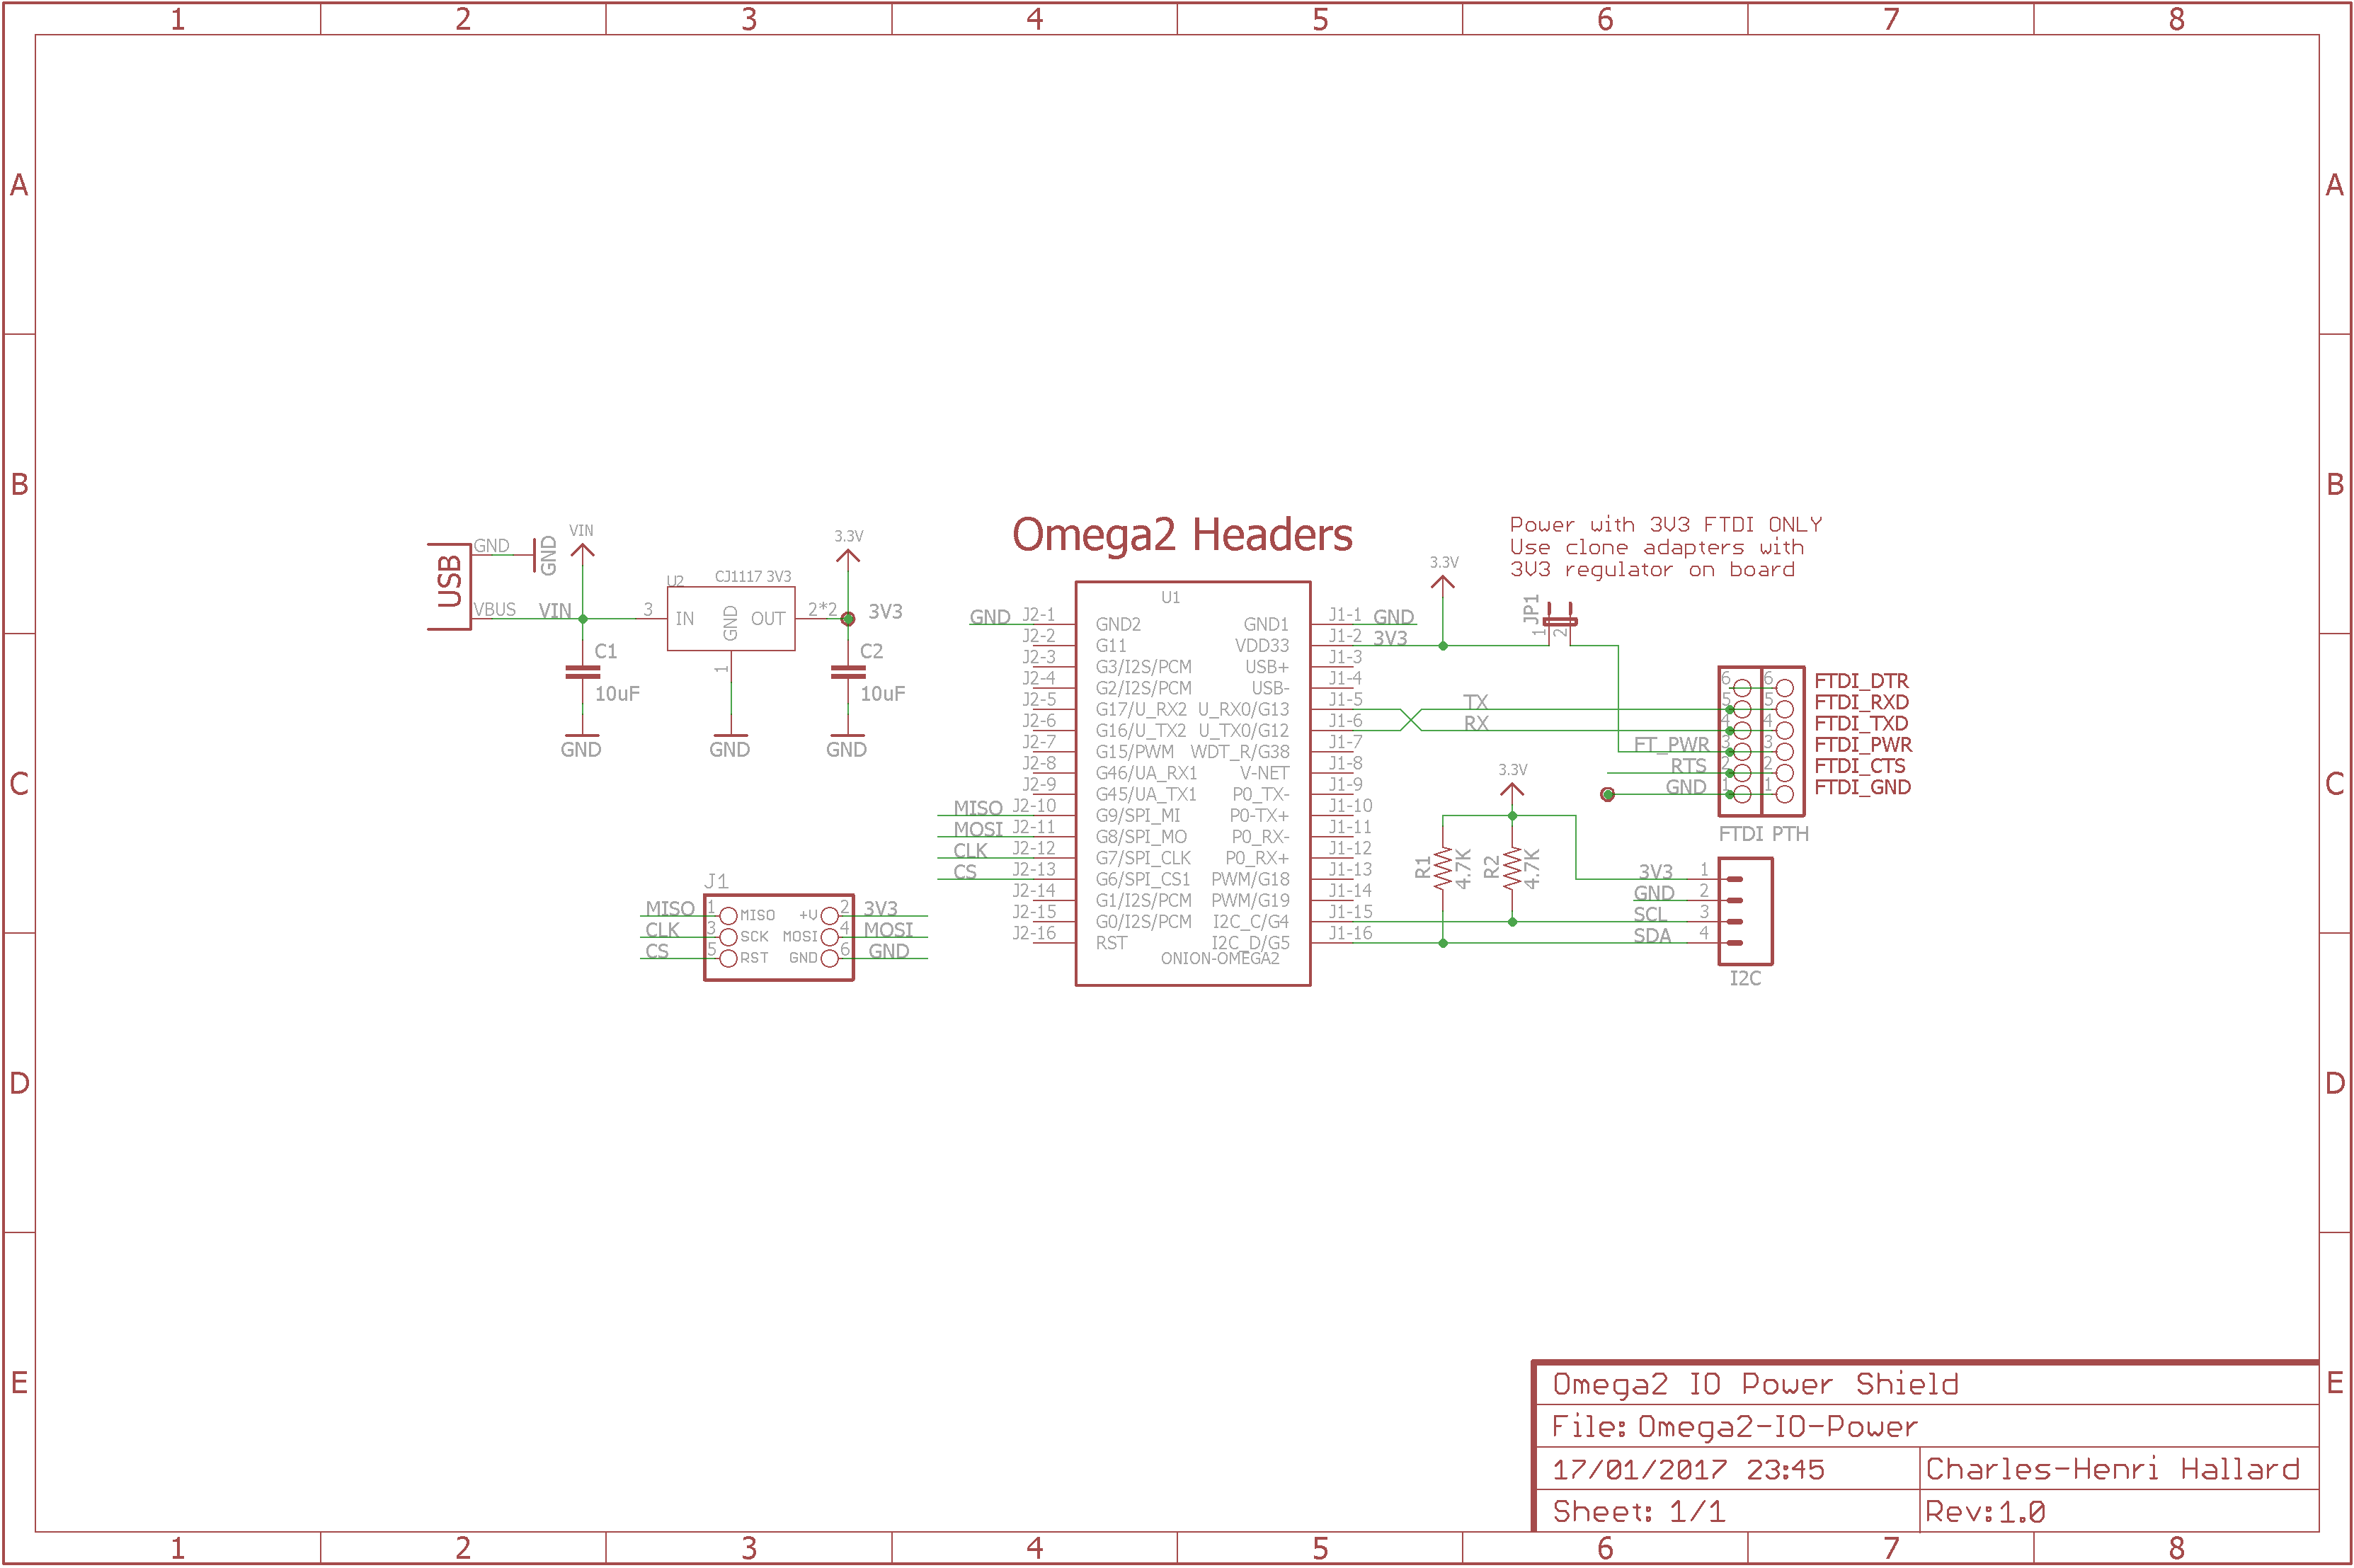 1 2 3 4 5 6 7 8
A A
B B
C C
D D
E E
USB
GND
GND
VBUS
VIN
VIN
C1
10uF
GND
U2
CJ1117 3V3
3
IN
GND
OUT
2*2
1
GND
3.3V
3V3
C2
10uF
GND
J1
MISO 1 MISO +V 2 3V3
CLK 3 SCK MOSI 4 MOSI
CS 5 RST GND 6 GND
Omega2 Headers
U1
GND J2-1 GND2 GND1 J1-1 GND
J2-2 G11 VDD33 J1-2 3V3
J2-3 G3/I2S/PCM USB+ J1-3
J2-4 G2/I2S/PCM USB- J1-4
J2-5 G17/U_RX2 U_RX0/G13 J1-5 TX
J2-6 G16/U_TX2 U_TX0/G12 J1-6 RX
J2-7 G15/PWM WDT_R/G38 J1-7
J2-8 G46/UA_RX1 V-NET J1-8
J2-9 G45/UA_TX1 P0_TX- J1-9
MISO J2-10 G9/SPI_MI P0-TX+ J1-10
MOSI J2-11 G8/SPI_MO P0_RX- J1-11
CLK J2-12 G7/SPI_CLK P0_RX+ J1-12
CS J2-13 G6/SPI_CS1 PWM/G18 J1-13
J2-14 G1/I2S/PCM PWM/G19 J1-14
J2-15 G0/I2S/PCM I2C_C/G4 J1-15
J2-16 RST I2C_D/G5 J1-16
ONION-OMEGA2
3.3V
Power with 3V3 FTDI ONLY
Use clone adapters with
3V3 regulator on board
JP1
1
2
6 6 FTDI_DTR
5 5 FTDI_RXD
4 4 FTDI_TXD
FT_PWR 3 3 FTDI_PWR
RTS 2 2 FTDI_CTS
GND 1 1 FTDI_GND
FTDI PTH
3.3V
R1
4.7K
R2
4.7K
3V3 1
GND 2
SCL 3
SDA 4
I2C
Omega2 IO Power Shield
File: Omega2-IO-Power
17/01/2017 23:45 Charles-Henri Hallard
Sheet: 1/1 Rev:1.0
1 2 3 4 5 6 7 8